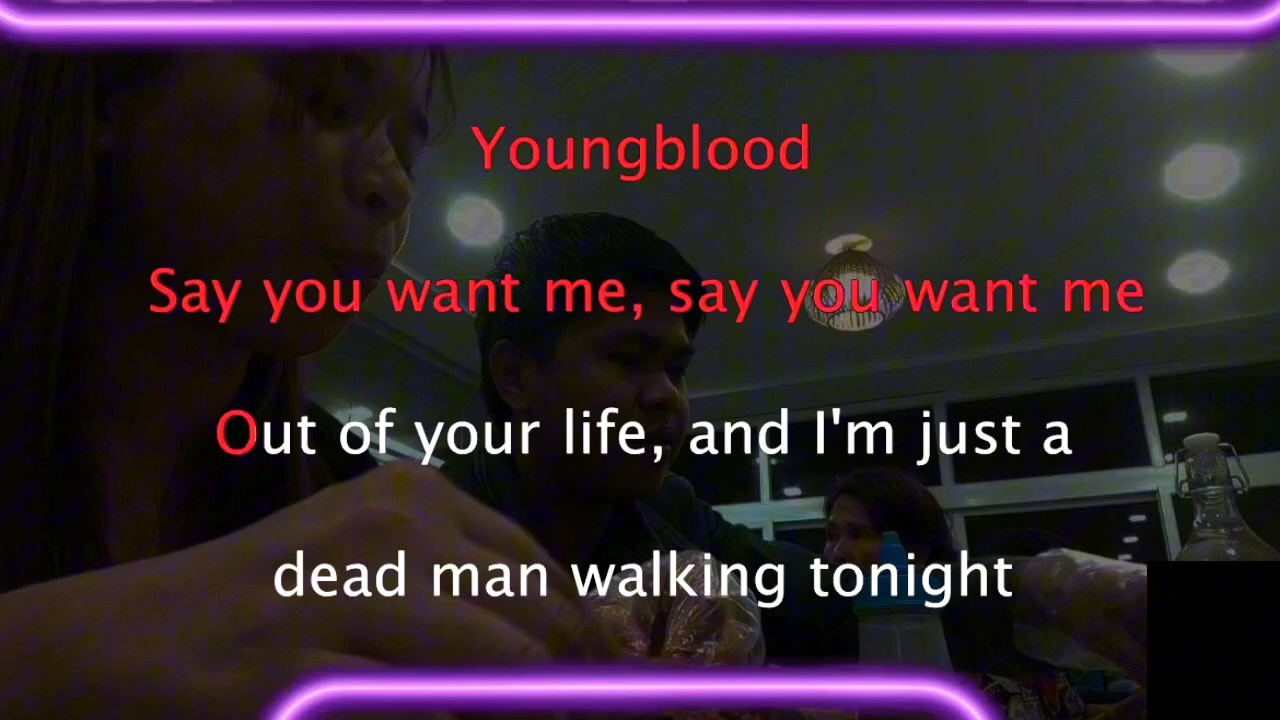 Youngblood
Say you want me, say you want me
Out of your life, and I'm just a
dead man walking tonight